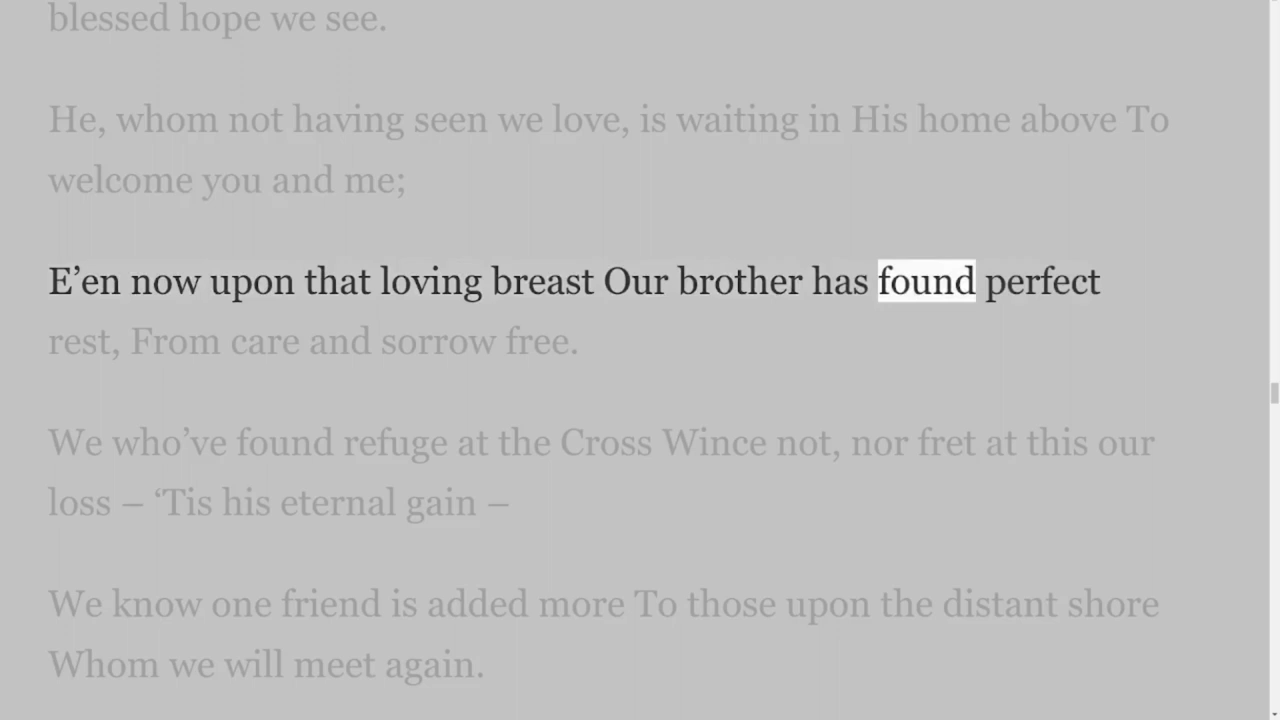 blessed hope we see.
He, whom not having seen we love, is waiting in His home above To
welcome you and me;
E’en now upon that loving breast Our brother has found perfect
rest, From care and sorrow free.
We who’ve found refuge at the Cross Wince not, nor fret at this our
loss – ‘Tis his eternal gain –
We know one friend is added more To those upon the distant shore
Whom we will meet again.